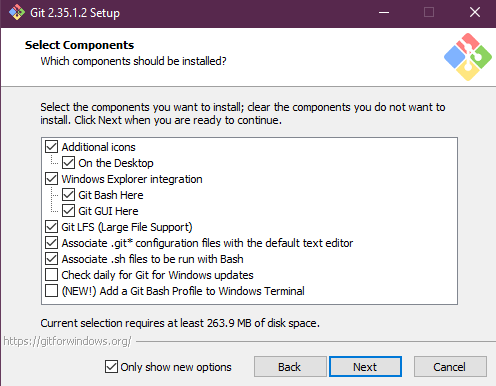 Git 2.35.1.2 Setup
Select Components
Which components should be installed?
Select the components you want to install; clear the components you do not want to
install. Click Next when you are ready to continue.
Additional icons
On the Desktop
Windows Explorer integration
Git Bash Here
Git GUI Here
Git LFS (Large File Support)
Associate .git* configuration files with the default text editor
Associate .sh files to be run with Bash
Check daily for Git for Windows updates
(NEW!) Add a Git Bash Profile to Windows Terminal
Current selection requires at least 263.9 MB of disk space.
https://gitforwindows.org/
Only show new options
Back
Next
Cancel